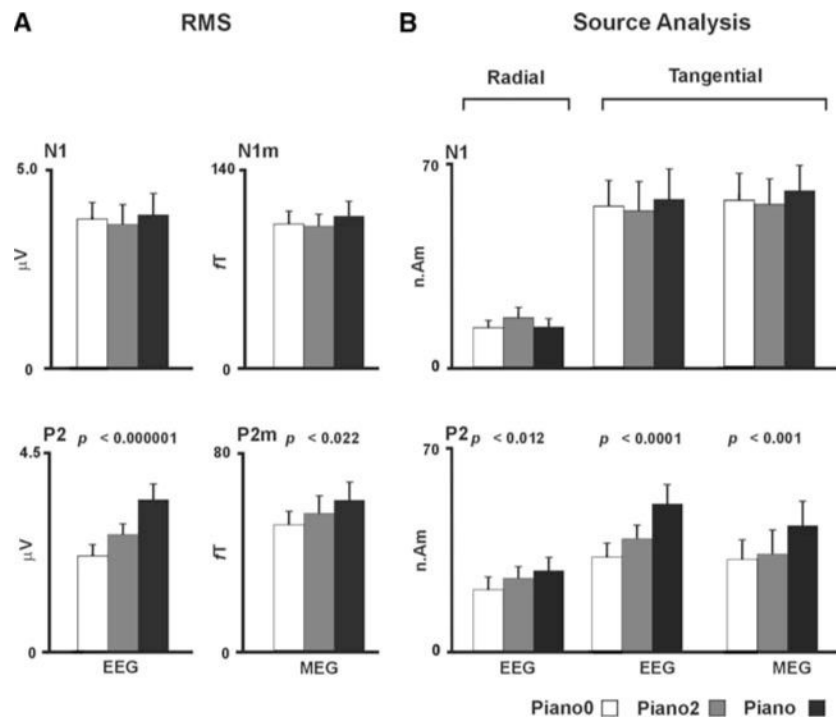 A RMS B Source Analysis
Radial Tangential
N1 N1m N1
5.0 140 70
μV fT n.Am
0 0 0
P2 p < 0.000001 P2m p < 0.022 P2 p < 0.012 p < 0.0001 p < 0.001
4.5 80 70
μV fT n.Am
0 0 0
EEG MEG EEG EEG MEG
Piano0 Piano2 Piano